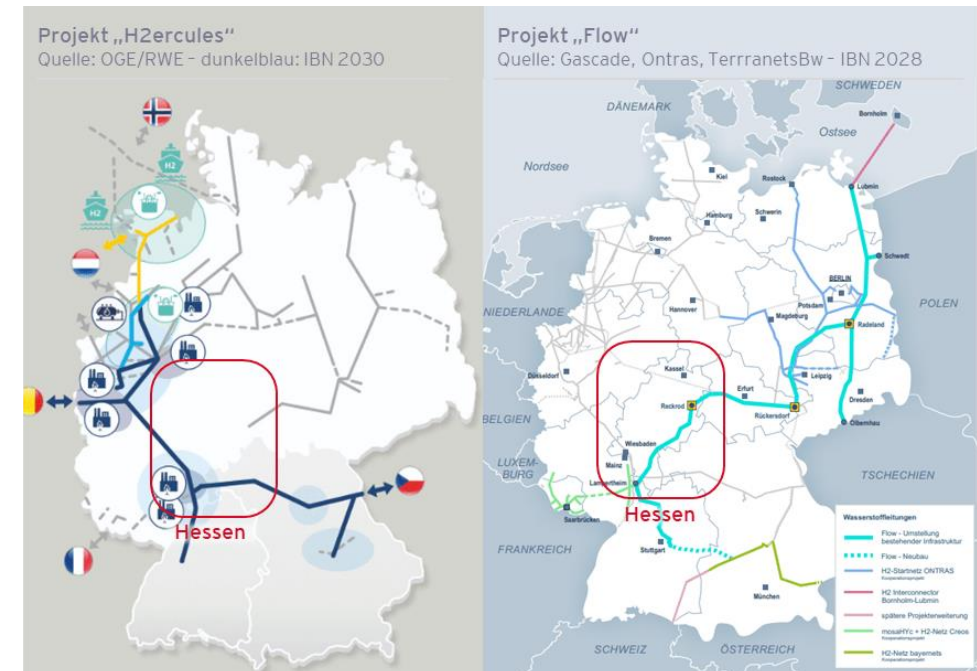 Projekt „H2ercules“
Quelle: OGE/RWE – dunkelblau: IBN 2030
H2
H2
Hessen
Projekt „Flow“
Quelle: Gascade, Ontras, TerrranetsBw – IBN 2028
SCHWEDEN
DÄNEMARK
Bornholm
Ostsee
Nordsee
Kiel
Rostock
Lubmin
Schwerin
Hamburg
Bremen
Schwedt
BERLIN
POLEN
NIEDERLANDE
Hannover
Potsdam
Magdeburg
Radeland
Düsseldorf
Kassel
Leipzig
Erfurt
Dresden
Reckrod
Rückersdorf
BELGIEN
Olbernhau
Wiesbaden
LUXEM-
BURG
Mainz
Lampertheim
TSCHECHIEN
Hessen
Saarbrücken
FRANKREICH
Stuttgart
München
SCHWEIZ
ÖSTERREICH
Wasserstoffleitungen
Flow - Umstellung
bestehender Infrastruktur
Flow - Neubau
H2-Startnetz ONTRAS
Kooperationsprojekt
H2 Interconnector
Bornholm-Lubmin
spätere Projekterweiterung
mosaHYc + H2-Netz Creos
Kooperationsprojekt
H2-Netz bayernets
Kooperationsprojekt